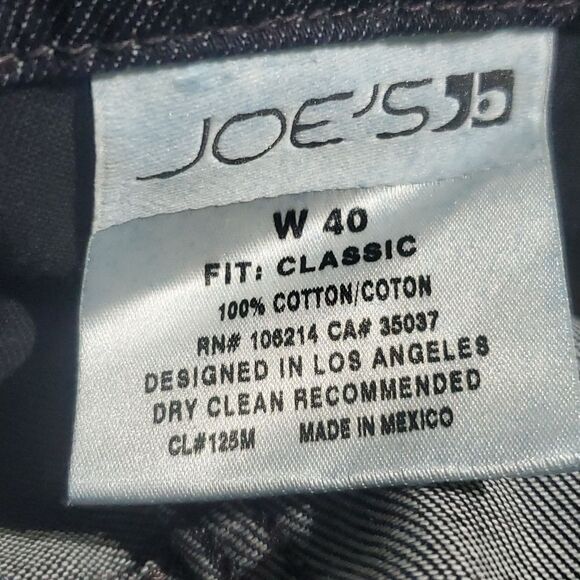 JOE'S Jb
W 40
FIT: CLASSIC
100% COTTON/COTON
RN# 106214 CA# 35037
DESIGNED IN LOS ANGELES
DRY CLEAN RECOMMENDED
CL#125M MADE IN MEXICO